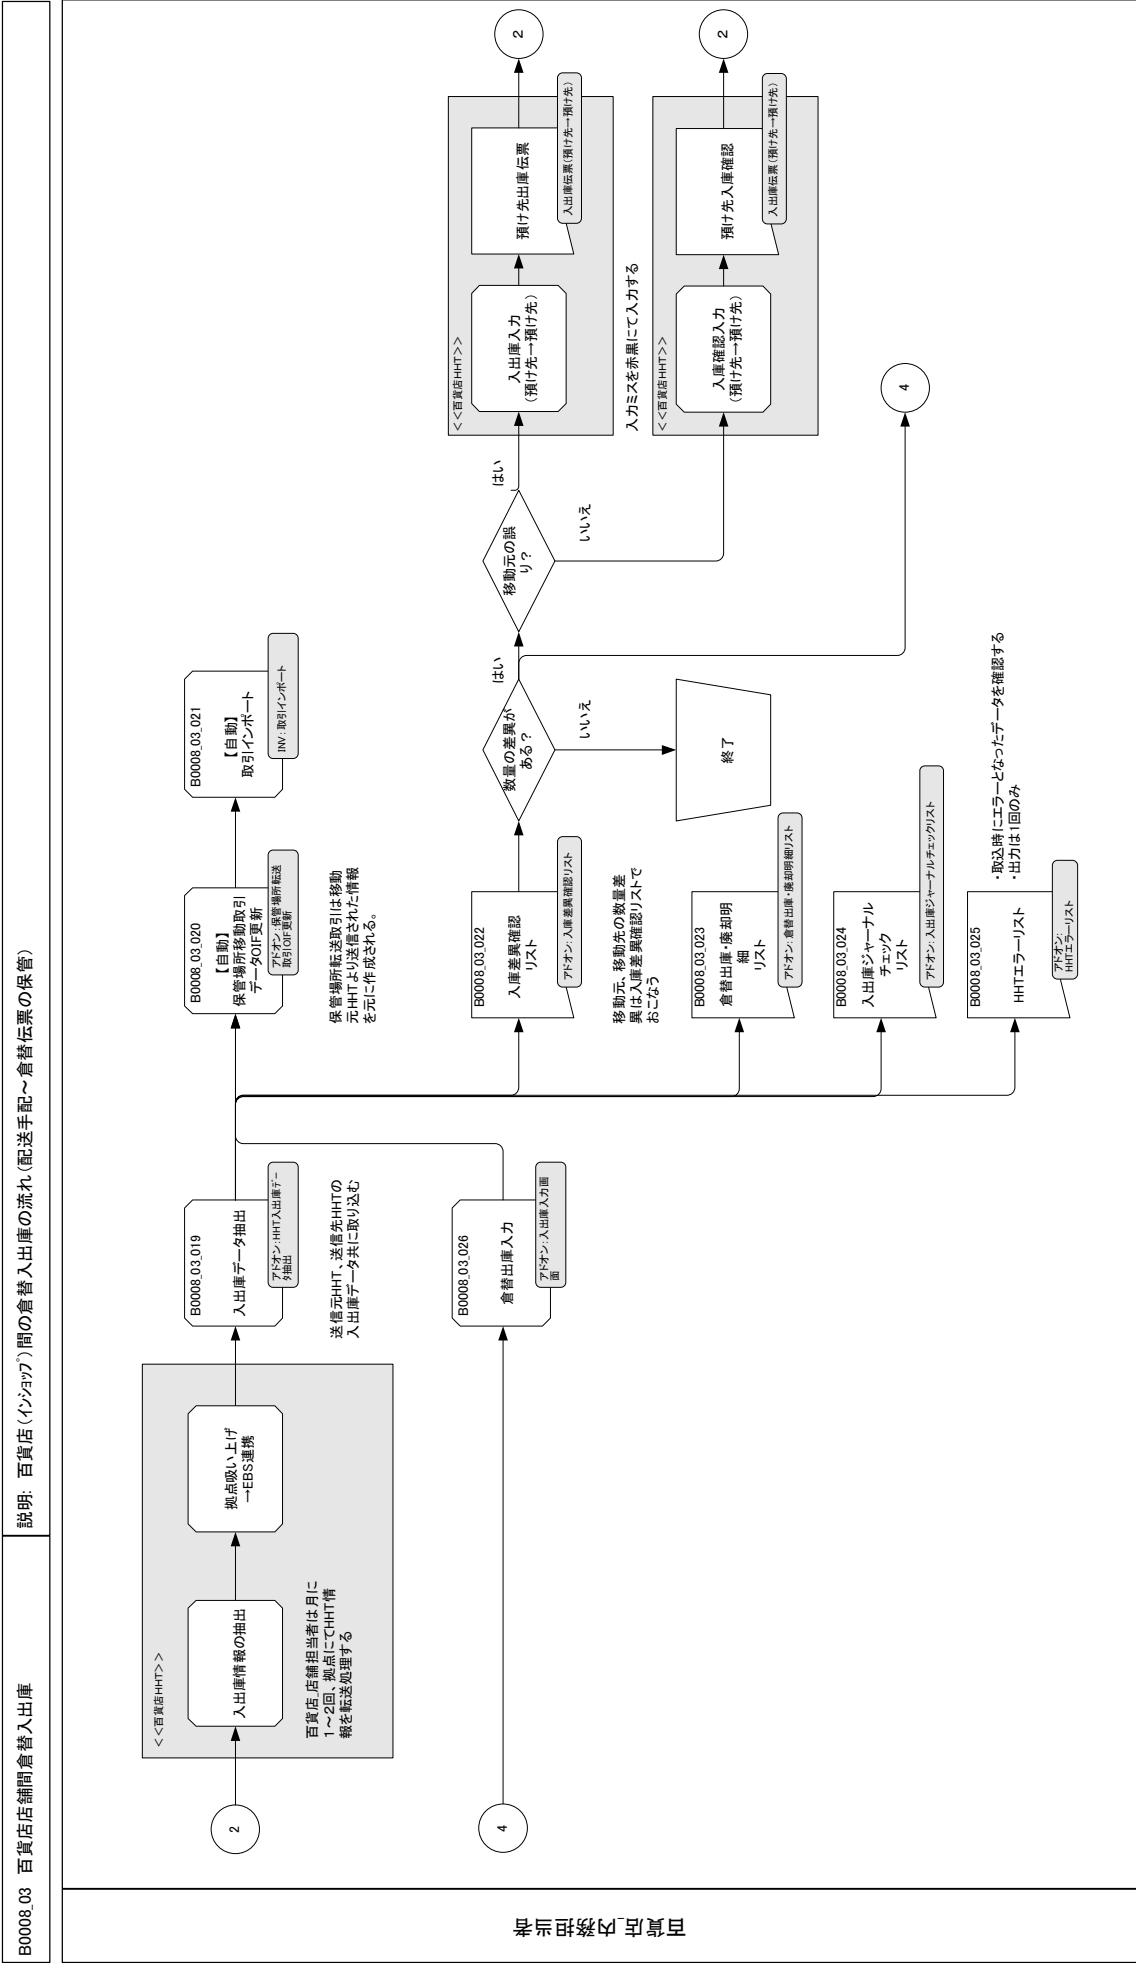 B0008_03 百貨店店舗間倉替入出庫
説明: 百貨店(インショップ)間の倉替入出庫の流れ(配送手配～倉替伝票の保管)
百貨店_内務担当者
2
<<百貨店HHT>>
入出庫情報の抽出
拠点吸い上げ
→EBS連携
百貨店_店舗担当者は月に
1～2回、拠点にてHHT情
報を転送処理する
B0008_03_019
入出庫データ抽出
アドオン:HHT入出庫デー
タ抽出
送信元HHT、送信先HHTの
入出庫データ共に取り込む
B0008_03_020
【自動】
保管場所移動取引
データOIF更新
アドオン:保管場所転送
取引OIF更新
保管場所転送取引は移動
元HHTより送信された情報
を元に作成される。
B0008_03_021
【自動】
取引インポート
INV:取引インポート
4
B0008_03_026
倉替出庫入力
アドオン:入出庫入力画
面
B0008_03_022
入庫差異確認
リスト
アドオン:入庫差異確認リスト
移動元、移動先の数量差
異は入庫差異確認リストで
おこなう
数量の差異が
ある？
はい
いいえ
終了
移動元の誤
り？
はい
いいえ
<<百貨店HHT>>
入出庫入力
(預け先→預け先)
預け先出庫伝票
入出庫伝票(預け先→預け先)
2
入力ミスを赤黒にて入力する
<<百貨店HHT>>
入庫確認入力
(預け先→預け先)
預け先入庫確認
入出庫伝票(預け先→預け先)
2
4
B0008_03_023
倉替出庫・廃却明
細
リスト
アドオン:倉替出庫・廃却明細リスト
B0008_03_024
入出庫ジャーナル
チェック
リスト
アドオン:入出庫ジャーナルチェックリスト
B0008_03_025
HHTエラーリスト
アドオン:
HHTエラーリスト
・取込時にエラーとなったデータを確認する
・出力は1回のみ